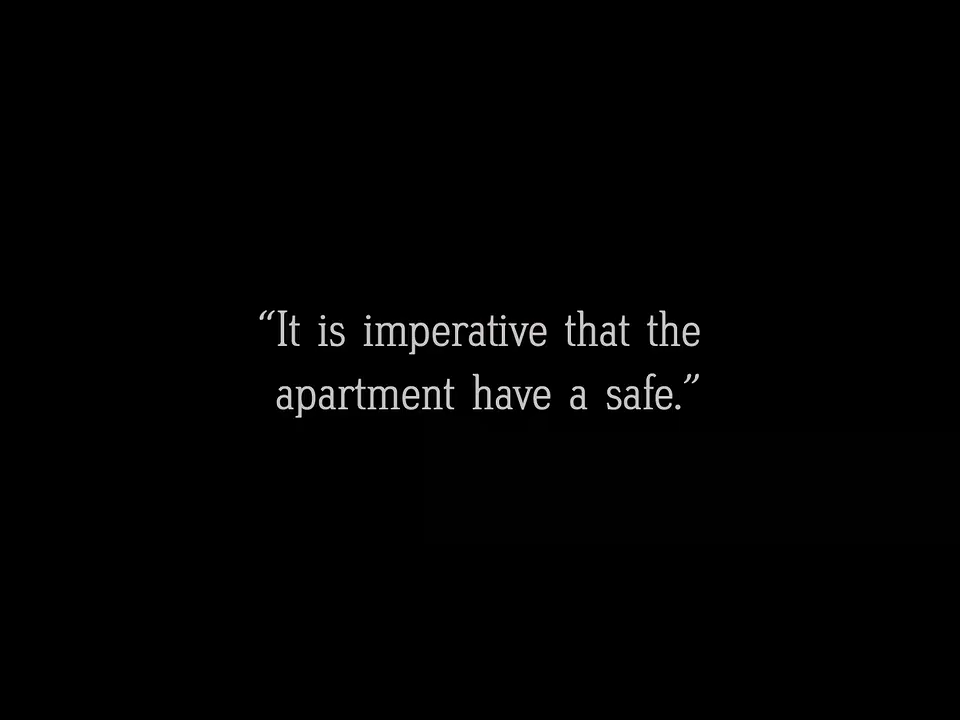 “It is imperative that the
apartment have a safe.”